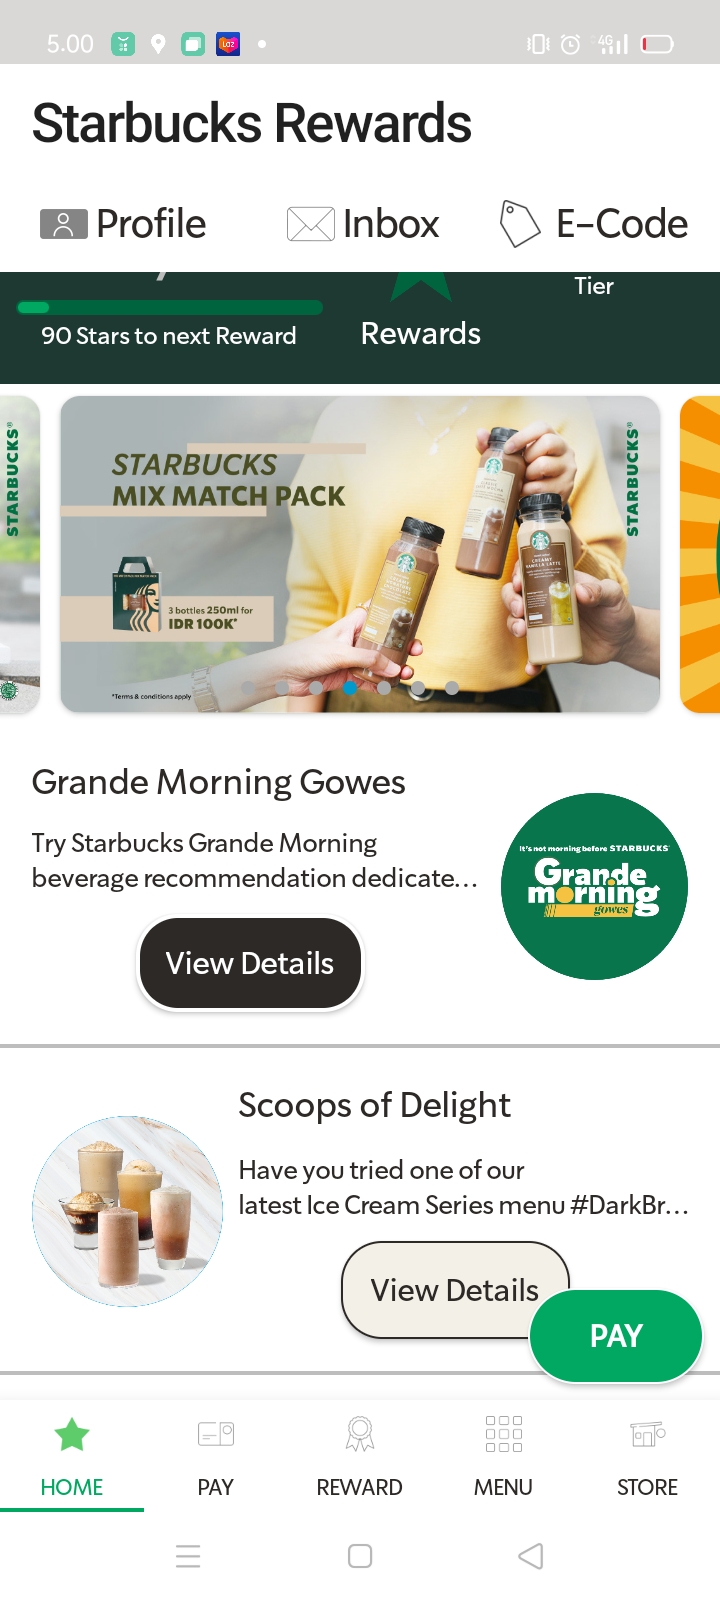 5.00
4G
Starbucks Rewards
Profile
Inbox
E-Code
Tier
90 Stars to next Reward
Rewards
STARBUCKS®
STARBUCKS
MIX MATCH PACK
STARBUCKS®
3 bottles 250ml for
IDR 100K*
*Terms & conditions apply
Grande Morning Gowes
Try Starbucks Grande Morning
beverage recommendation dedicate...
It's not morning before STARBUCKS®
Grande
morning
gowes
View Details
Scoops of Delight
Have you tried one of our
latest Ice Cream Series menu #DarkBr...
View Details
PAY
HOME
PAY
REWARD
MENU
STORE